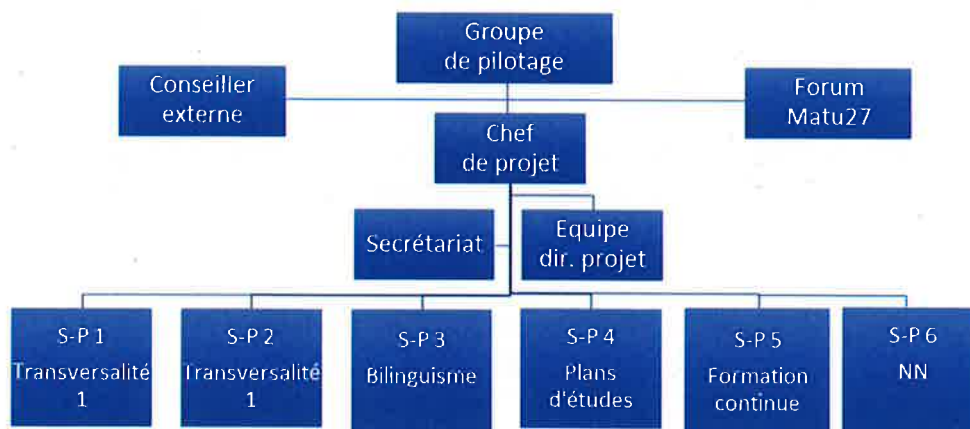 Groupe
de pilotage
Conseiller
externe
Forum
Matu27
Chef
de projet
Secrétariat
Equipe
dir. projet
S-P 1
Transversalité
1
S-P 2
Transversalité
1
S-P 3
Bilinguisme
S-P 4
Plans
d'études
S-P 5
Formation
continue
S-P 6
NN